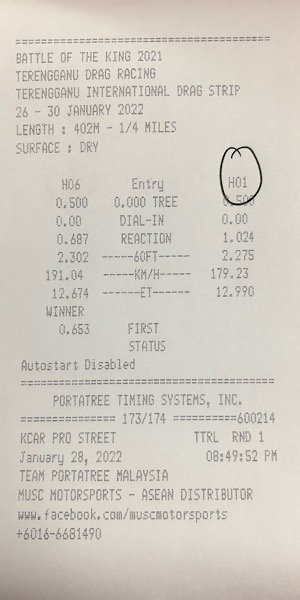 BATTLE OF THE KING 2021
TERENGGANU DRAG RACING
TERENGGANU INTERNATIONAL DRAG STRIP
26 - 30 JANUARY 2022
LENGTH : 402M - 1/4 MILES
SURFACE : DRY
H06 Entry H01
0.500 0.000 TREE 0.500
0.00 DIAL-IN 0.00
0.687 REACTION 1.024
2.302 -----60FT----- 2.275
191.04 ------KM/H----- 179.23
12.674 ------ET------ 12.990
WINNER
0.653 FIRST
STATUS
Autostart Disabled
PORTATREE TIMING SYSTEMS, INC.
============== 173/174 ==========600214
KCAR PRO STREET TTRL RND 1
January 28, 2022 08:49:52 PM
TEAM PORTATREE MALAYSIA
MUSC MOTORSPORTS - ASEAN DISTRIBUTOR
www.facebook.com/muscmotorsports
+6016-6681490